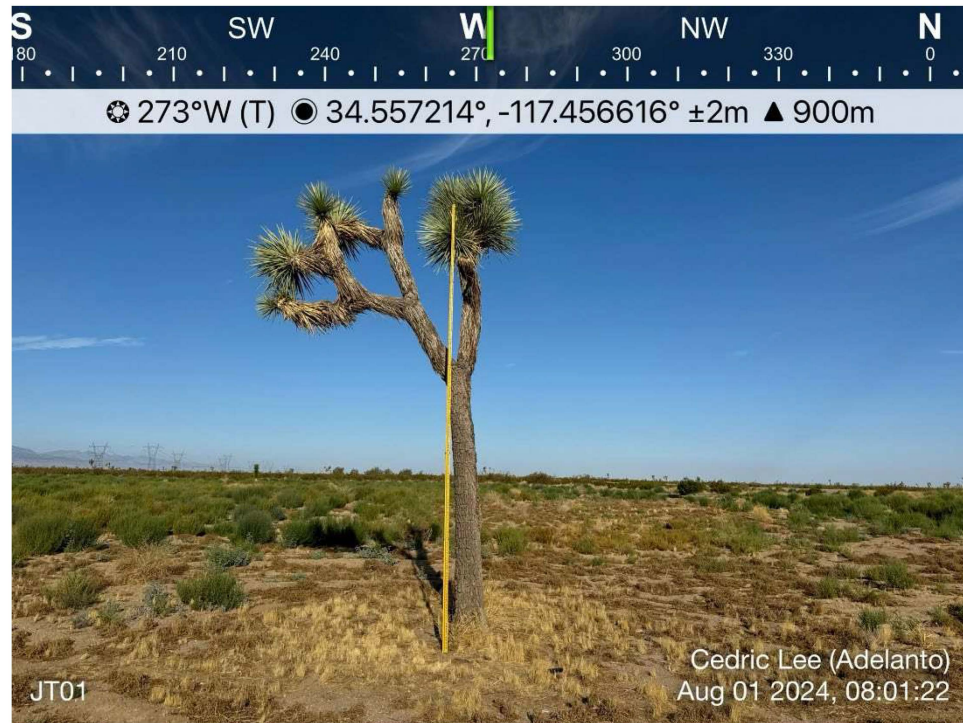 S SW W NW N
180 210 240 270 300 330 0
273°W (T) 34.557214°, -117.456616° ±2m ▲ 900m
Cedric Lee (Adelanto)
JT01 Aug 01 2024, 08:01:22